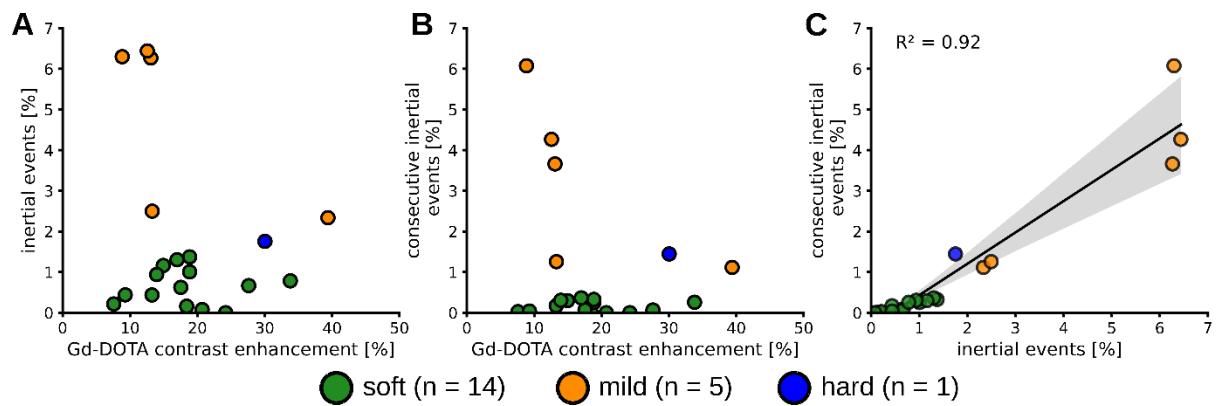 A
inertial events [%]
7
6
5
4
3
2
1
0
0 10 20 30 40 50
Gd-DOTA contrast enhancement [%]
B
consecutive inertial
events [%]
7
6
5
4
3
2
1
0
0 10 20 30 40 50
Gd-DOTA contrast enhancement [%]
C
R² = 0.92
consecutive inertial
events [%]
7
6
5
4
3
2
1
0
0 1 2 3 4 5 6 7
inertial events [%]
soft (n = 14) mild (n = 5) hard (n = 1)